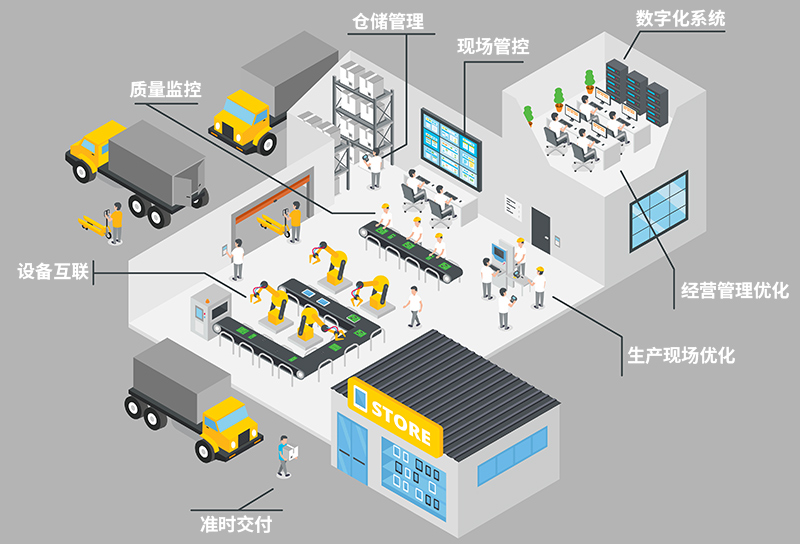 仓储管理
数字化系统
现场管控
质量监控
设备互联
经营管理优化
生产现场优化
STORE
准时交付